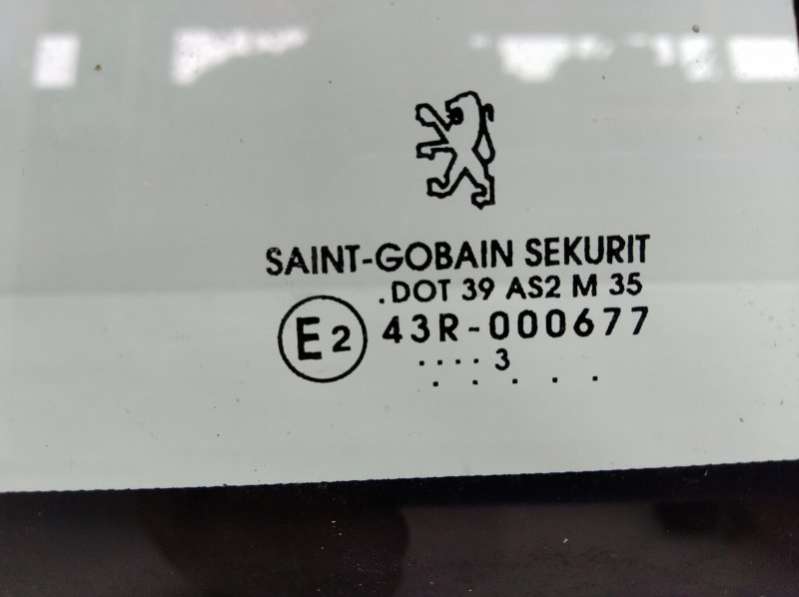 SAINT-GOBAIN SEKURIT
.DOT 39 AS2 M 35
E2 43R-000677
....3
.....